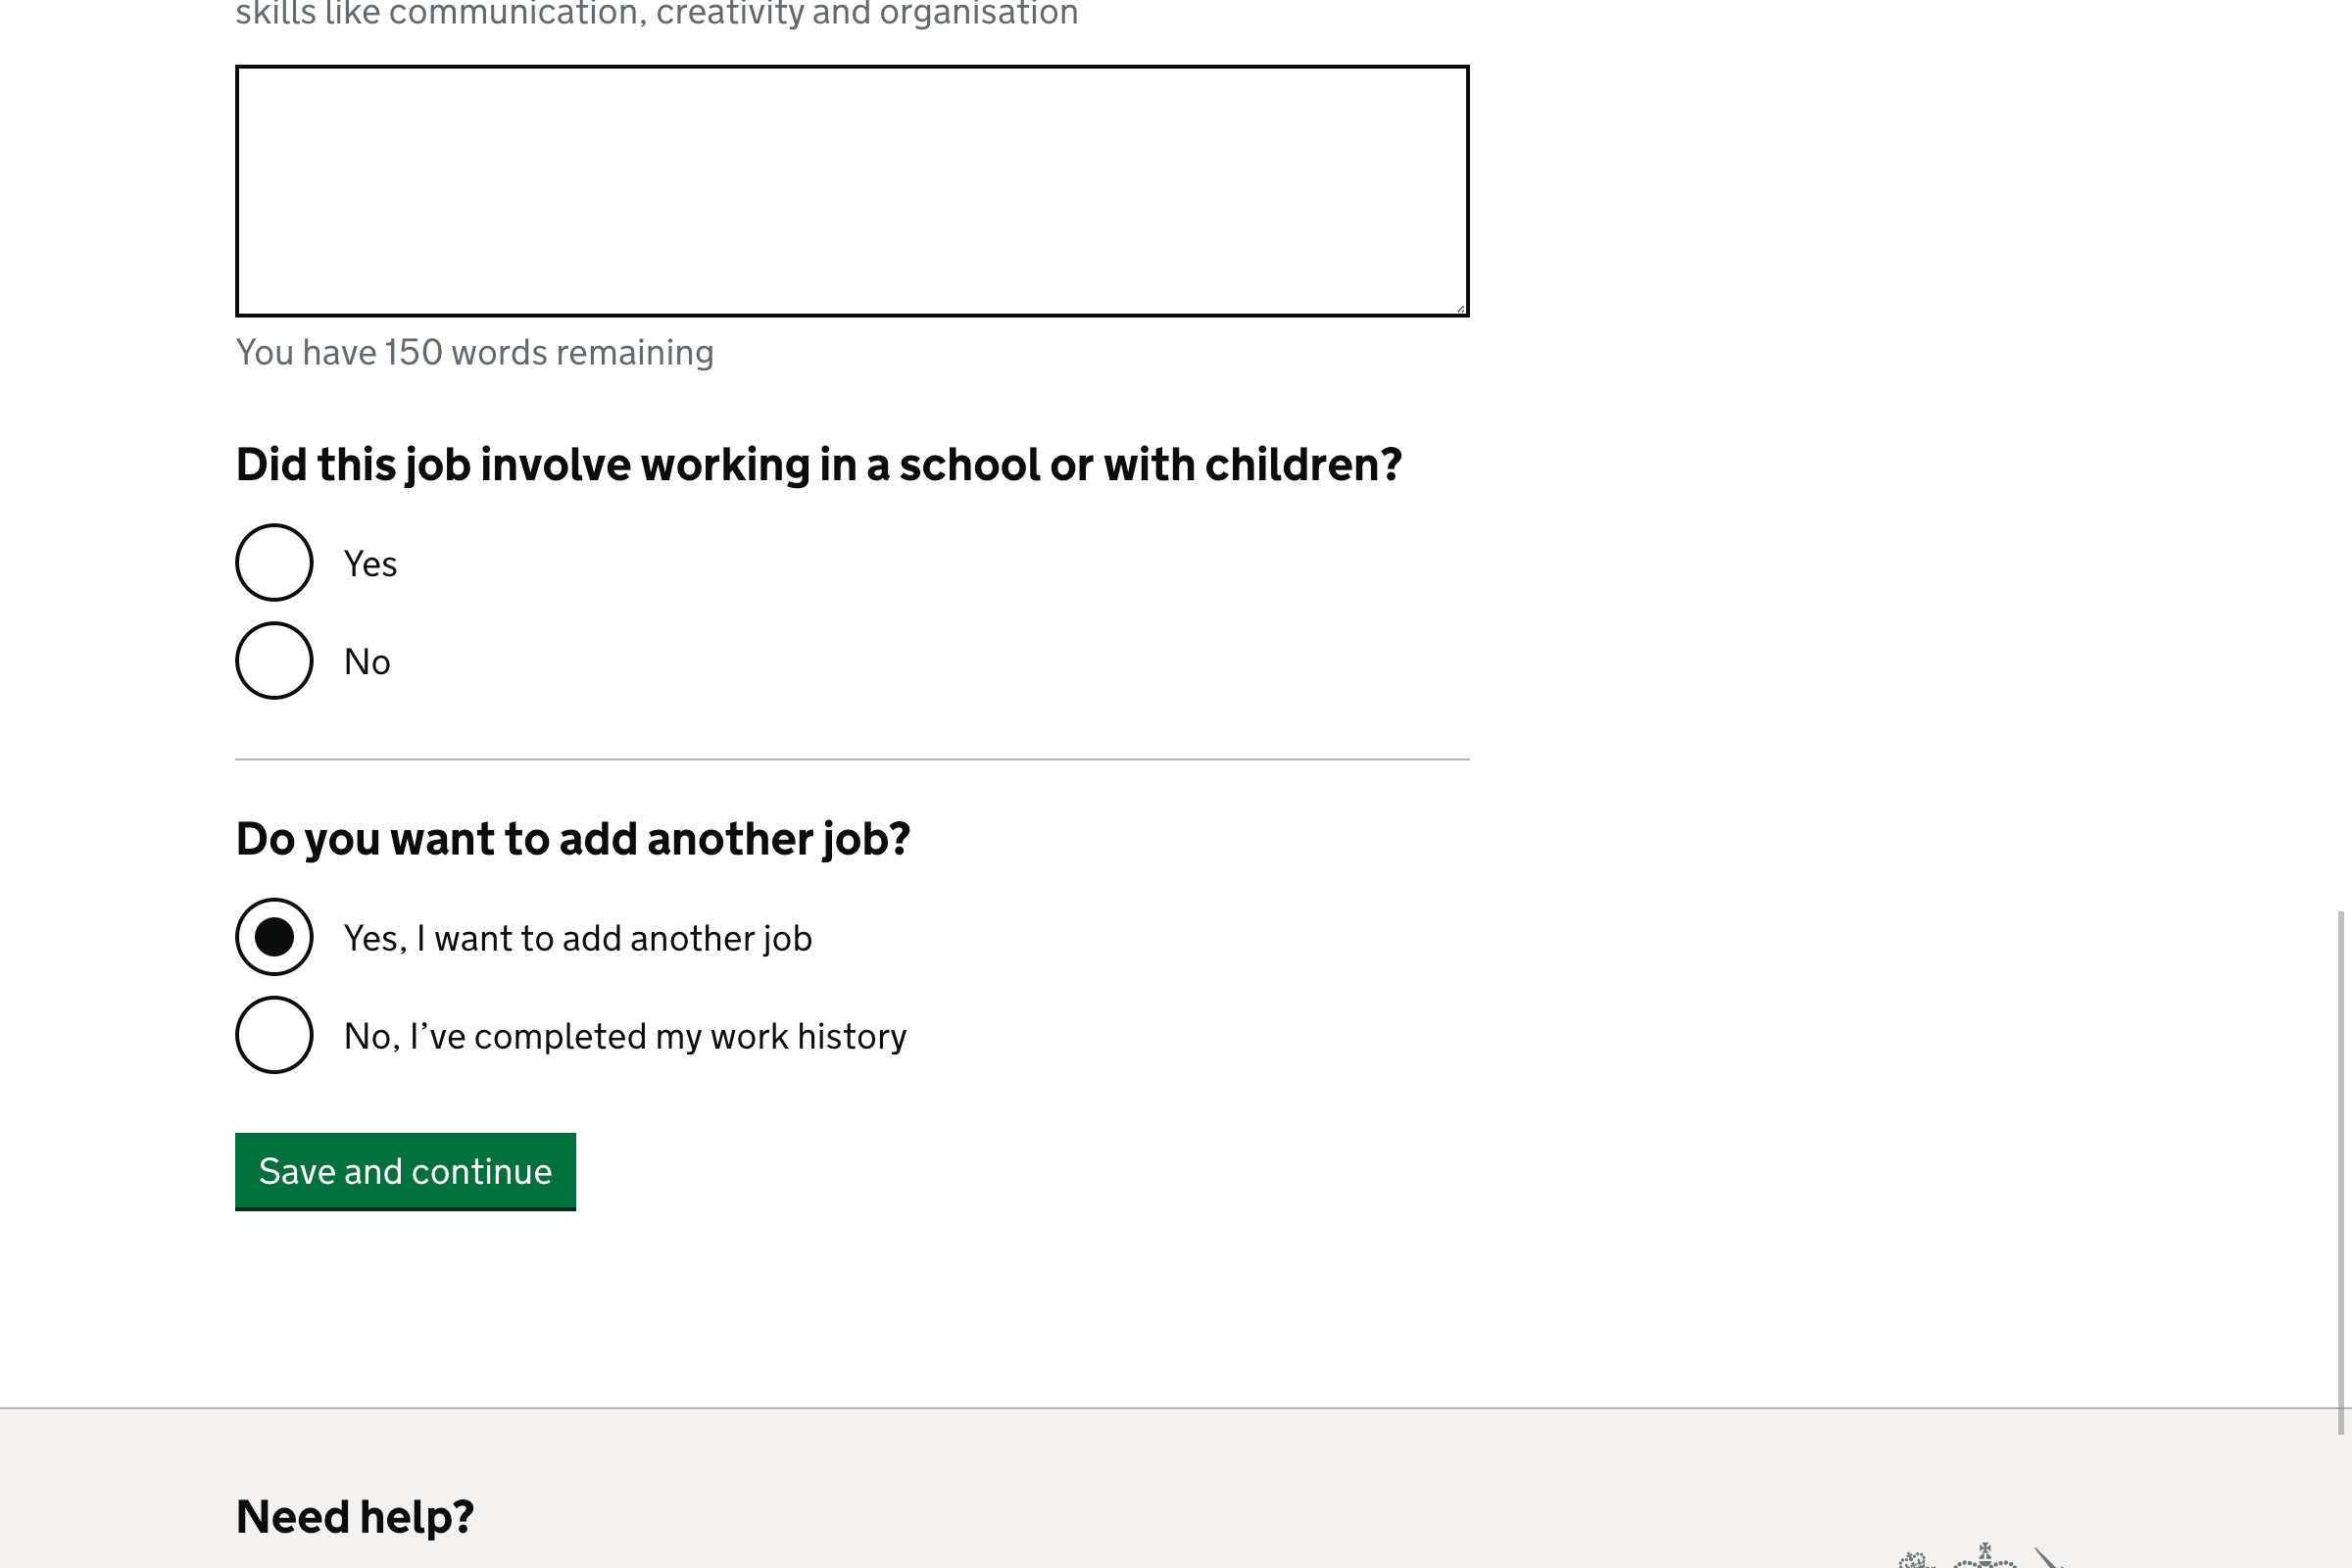 skills like communication, creativity and organisation
You have 150 words remaining
Did this job involve working in a school or with children?
Yes
No
Do you want to add another job?
Yes, I want to add another job
No, I’ve completed my work history
Save and continue
Need help?